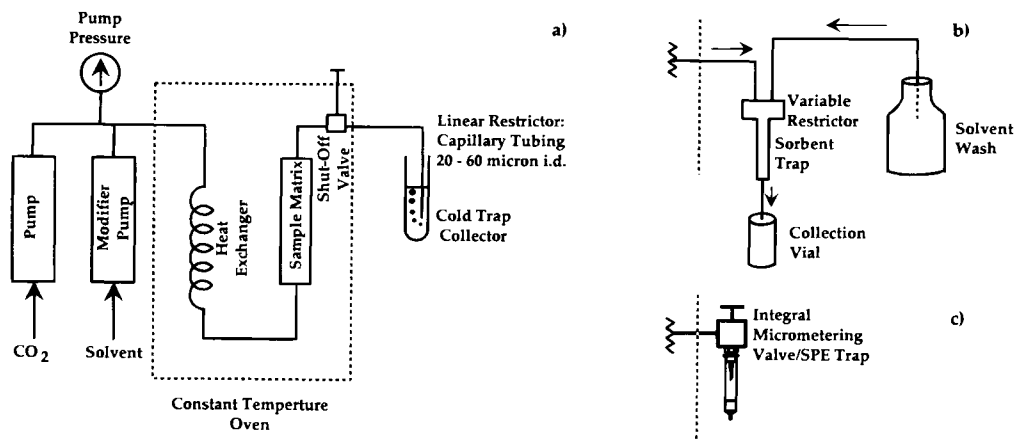 Pump
Pressure
a)
Pump
Modifier
Pump
CO2
Solvent
Heat
Exchanger
Sample Matrix
Shut-Off
Valve
Linear Restrictor:
Capillary Tubing
20 - 60 micron i.d.
Cold Trap
Collector
Constant Temperture
Oven
b)
Variable
Restrictor
Sorbent
Trap
Solvent
Wash
Collection
Vial
c)
Integral
Micrometering
Valve/SPE Trap